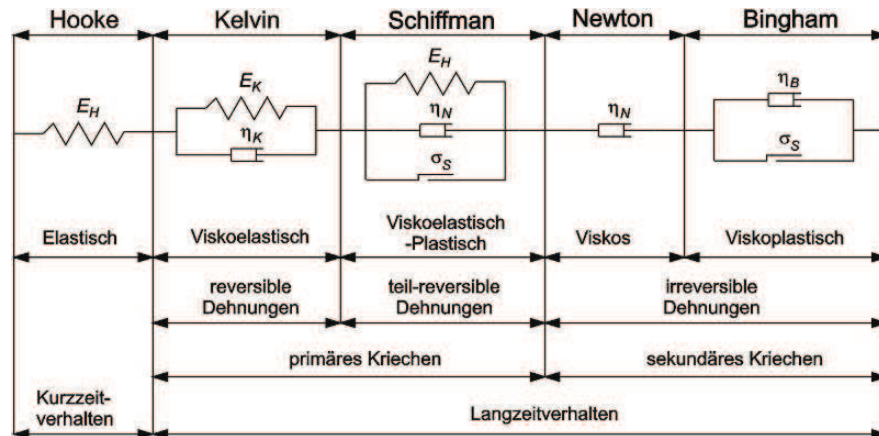 Hooke Kelvin Schiffman Newton Bingham
E_H E_K η_K E_H η_N σ_S η_N η_B σ_S
Elastisch Viskoelastisch Viskoelastisch
-Plastisch Viskos Viskoplastisch
reversible
Dehnungen
teil-reversible
Dehnungen
irreversible
Dehnungen
primäres Kriechen sekundäres Kriechen
Kurzzeit-
verhalten
Langzeitverhalten